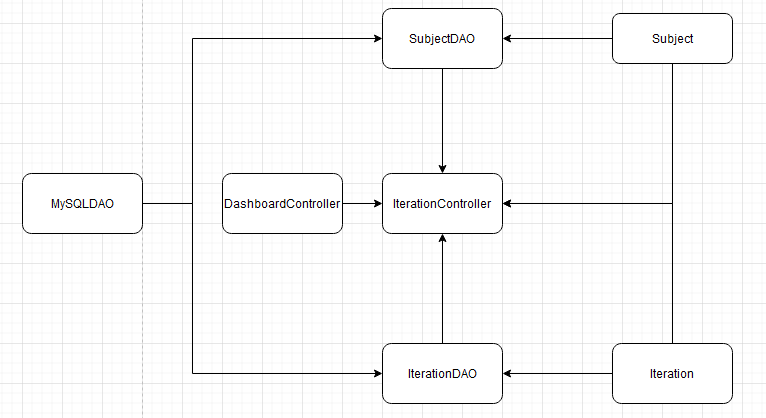 SubjectDAO
Subject
MySQLDAO
DashboardController
IterationController
IterationDAO
Iteration